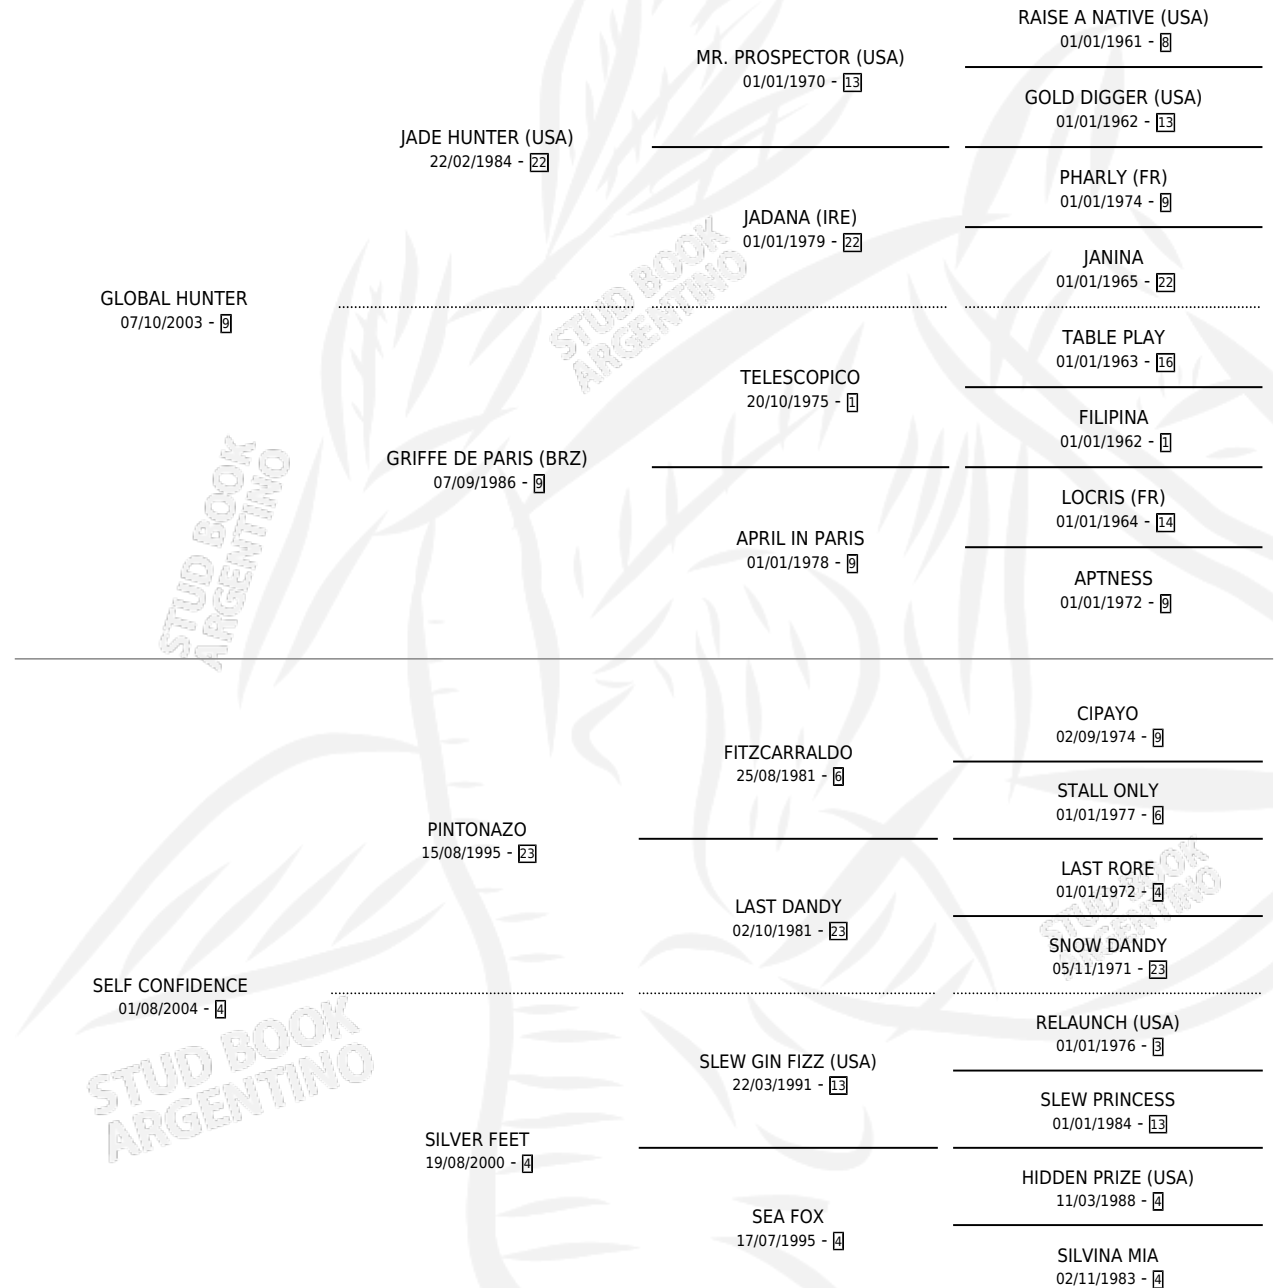 RAISE A NATIVE (USA)
01/01/1961 - 8
MR. PROSPECTOR (USA)
01/01/1970 - 13
GOLD DIGGER (USA)
01/01/1962 - 13
JADE HUNTER (USA)
22/02/1984 - 22
PHARLY (FR)
01/01/1974 - 9
JADANA (IRE)
01/01/1979 - 22
JANINA
01/01/1965 - 22
GLOBAL HUNTER
07/10/2003 - 9
TABLE PLAY
01/01/1963 - 16
TELESCOPICO
20/10/1975 - 1
FILIPINA
01/01/1962 - 1
GRIFFE DE PARIS (BRZ)
07/09/1986 - 9
LOCRIS (FR)
01/01/1964 - 14
APRIL IN PARIS
01/01/1978 - 9
APTNESS
01/01/1972 - 9
CIPAYO
02/09/1974 - 9
FITZCARRALDO
25/08/1981 - 6
STALL ONLY
01/01/1977 - 6
PINTONAZO
15/08/1995 - 23
LAST RORE
01/01/1972 - 4
LAST DANDY
02/10/1981 - 23
SNOW DANDY
05/11/1971 - 23
SELF CONFIDENCE
01/08/2004 - 4
RELAUNCH (USA)
01/01/1976 - 3
SLEW GIN FIZZ (USA)
22/03/1991 - 13
SLEW PRINCESS
01/01/1984 - 13
SILVER FEET
19/08/2000 - 4
HIDDEN PRIZE (USA)
11/03/1988 - 4
SEA FOX
17/07/1995 - 4
SILVINA MIA
02/11/1983 - 4
STUD BOOK
ARGENTINO
STUD BOOK
ARGENTINO
STUD BOOK
ARGENTINO
STUD BOOK
ARGENTINO